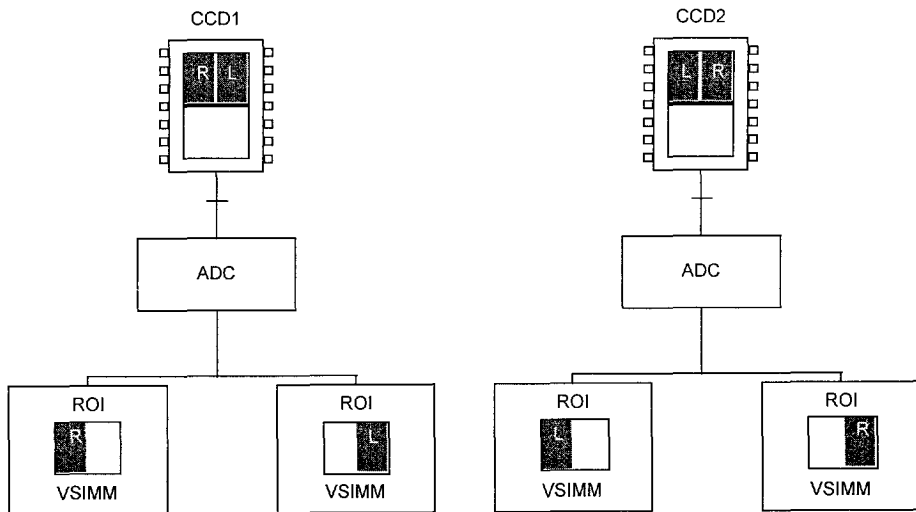 CCD1
CCD2
R L
L R
ADC
ADC
ROI
ROI
ROI
ROI
R
L
L
R
VSIMM
VSIMM
VSIMM
VSIMM